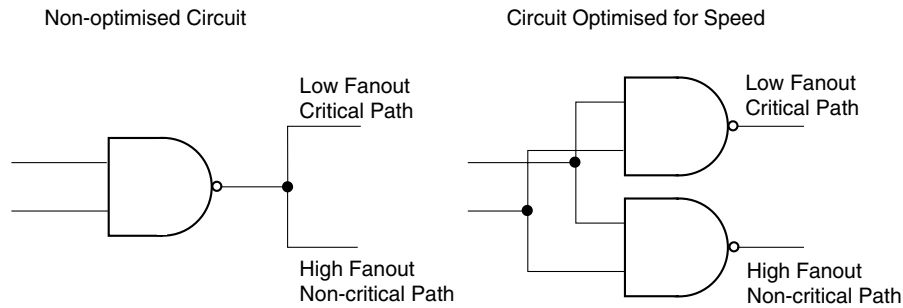 Non-optimised Circuit
Circuit Optimised for Speed
Low Fanout
Critical Path
High Fanout
Non-critical Path
Low Fanout
Critical Path
High Fanout
Non-critical Path